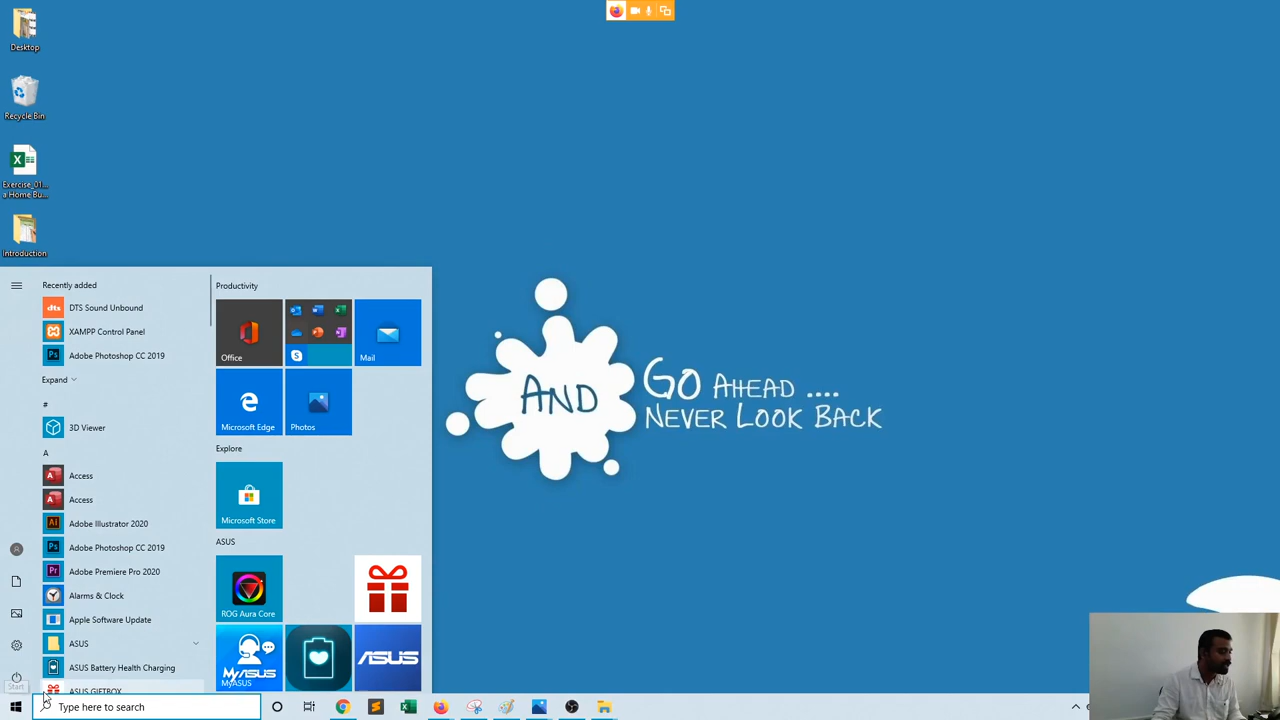 Desktop
Recycle Bin
Exercise_01...
a Home Bu...
Introduction
Recently added
DTS Sound Unbound
XAMPP Control Panel
Adobe Photoshop CC 2019
Expand
#
3D Viewer
A
Access
Access
Adobe Illustrator 2020
Adobe Photoshop CC 2019
Adobe Premiere Pro 2020
Alarms & Clock
Apple Software Update
ASUS
ASUS Battery Health Charging
ASUS GIFTBOX
Start
Type here to search
Productivity
Office
Mail
Microsoft Edge
Photos
Explore
Microsoft Store
ASUS
ROG Aura Core
MyASUS
MyASUS
ASUS
AND
GO AHEAD ....
NEVER LOOK BACK